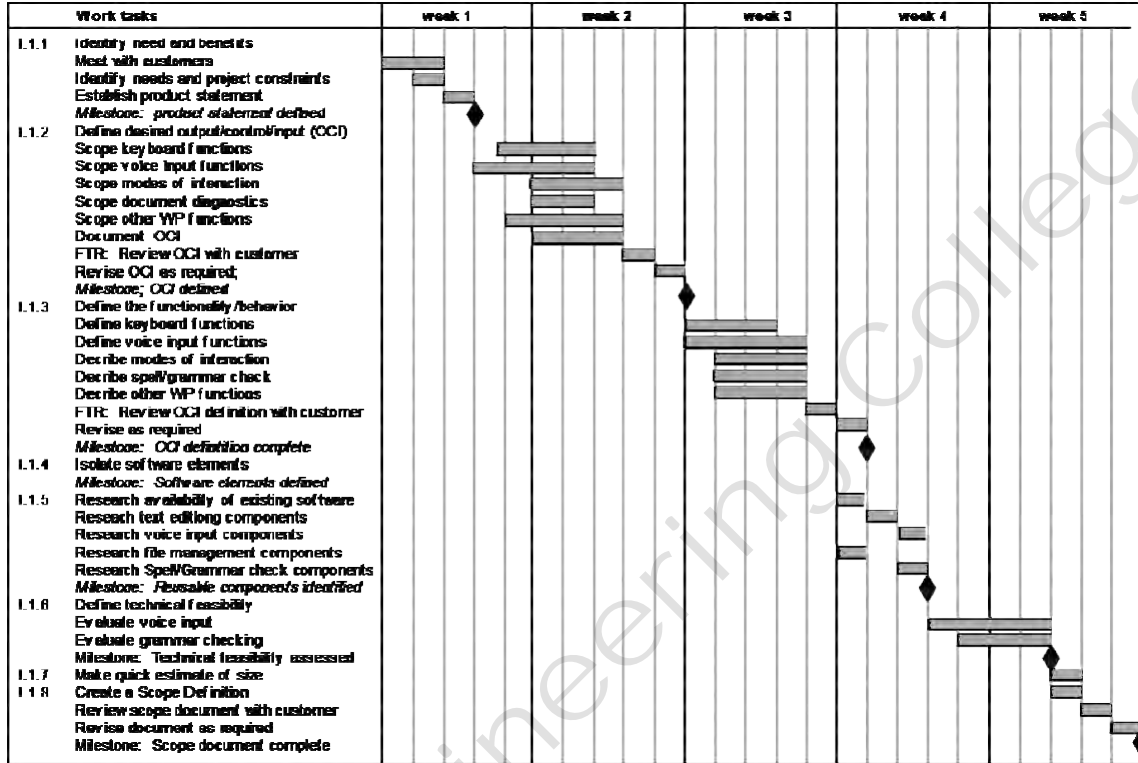 Work tasks week 1 week 2 week 3 week 4 week 5
I.1.1 Identify need and benefits
Meet with customers
Identify needs and project constraints
Establish product statement
Milestone: product statement defined
I.1.2 Define desired output/control/input (OCI)
Scope keyboard functions
Scope voice input functions
Scope modes of interaction
Scope document diagnostics
Scope other WP functions
Document OCI
FTR: Review OCI with customer
Revise OCI as required;
Milestone; OCI defined
I.1.3 Define the functionality/behavior
Define keyboard functions
Define voice input functions
Decribe modes of interaction
Decribe spell/grammar check
Decribe other WP functions
FTR: Review OCI definition with customer
Revise as required
Milestone: OCI defintition complete
I.1.4 Isolate software elements
Milestone: Software elements defined
I.1.5 Research availability of existing software
Reseach text editiong components
Research voice input components
Research file management components
Research Spell/Grammar check components
Milestone: Reusable components identified
I.1.6 Define technical feasibility
Evaluate voice input
Evaluate grammar checking
Milestone: Technical feasibility assessed
I.1.7 Make quick estimate of size
I.1.8 Create a Scope Definition
Review scope document with customer
Revise document as required
Milestone: Scope document complete
ineering College